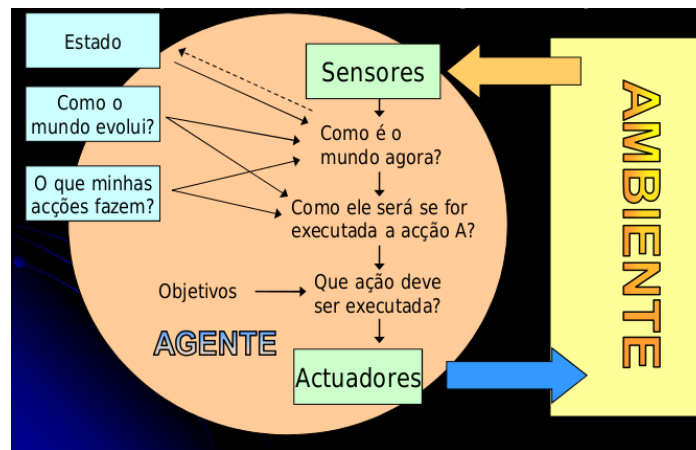 Estado
Sensores
Como o
mundo evolui?
Como é o
mundo agora?
O que minhas
acções fazem?
Como ele será se for
executada a acção A?
Objetivos
Que ação deve
ser executada?
AGENTE
Actuadores
AMBIENTE